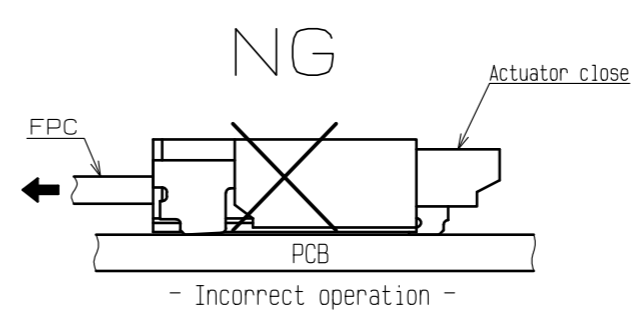 NG
Actuator close
FPC
PCB
- Incorrect operation -